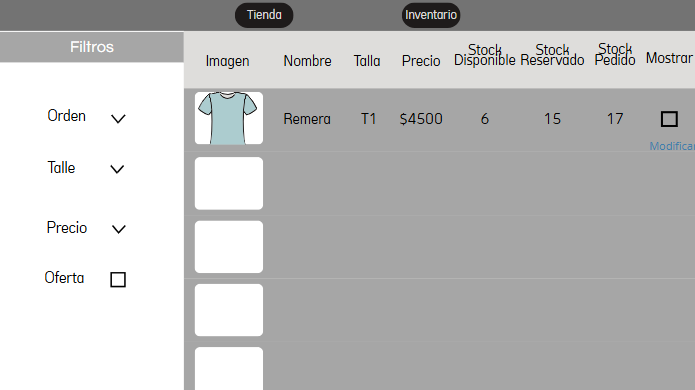 Tienda Inventario
Filtros
Imagen Nombre Talla Precio Stock Disponible Stock Reservado Stock Pedido Mostrar
Orden
Remera T1 $4500 6 15 17
Modificar
Talle
Precio
Oferta